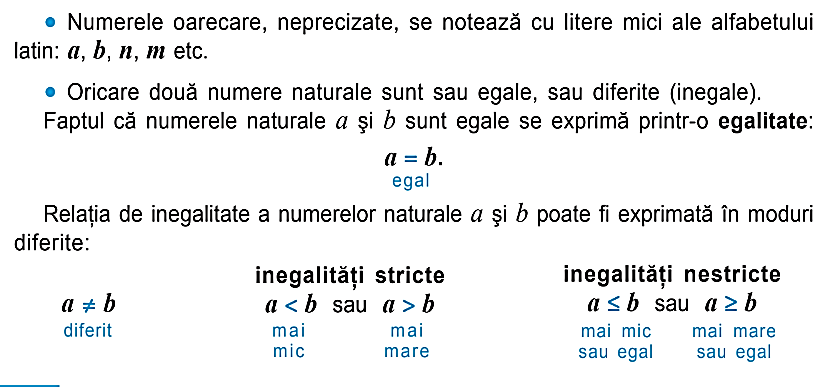 • Numerele oarecare, neprecizate, se notează cu litere mici ale alfabetului
latin: a, b, n, m etc.
• Oricare două numere naturale sunt sau egale, sau diferite (inegale).
Faptul că numerele naturale a şi b sunt egale se exprimă printr-o egalitate:
a = b.
egal
Relaţia de inegalitate a numerelor naturale a şi b poate fi exprimată în moduri
diferite:
inegalităţi stricte inegalităţi nestricte
a ≠ b a < b sau a > b a ≤ b sau a ≥ b
diferit mai mai mai mic mai mare
mic mare sau egal sau egal